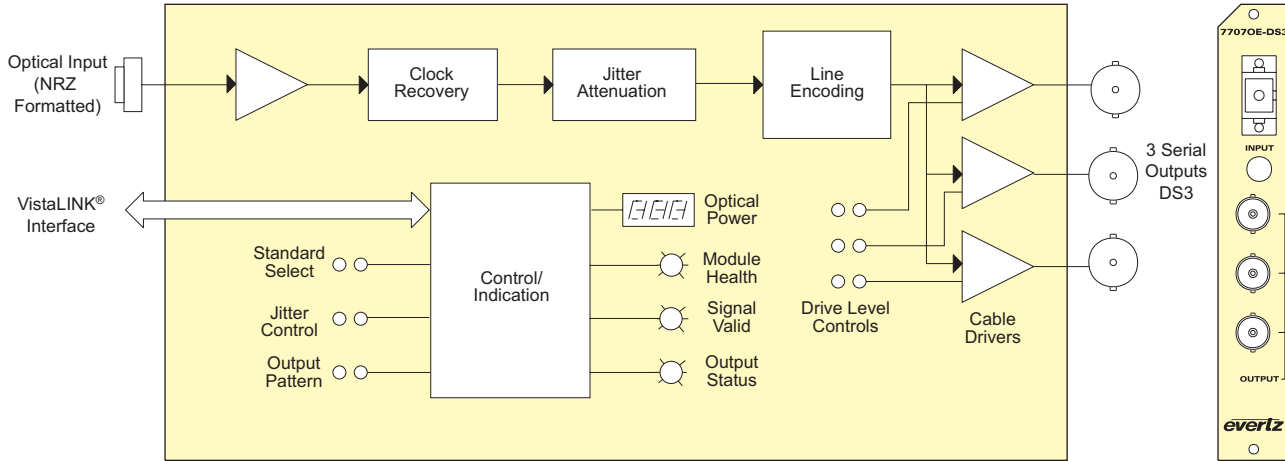 Optical Input
(NRZ
Formatted)
Clock
Recovery
Jitter
Attenuation
Line
Encoding
3 Serial
Outputs
DS3
VistaLINK®
Interface
Standard
Select
Jitter
Control
Output
Pattern
Control/
Indication
Optical
Power
Module
Health
Signal
Valid
Output
Status
Drive Level
Controls
Cable
Drivers
7707OE-DS3
INPUT
OUTPUT
evertz